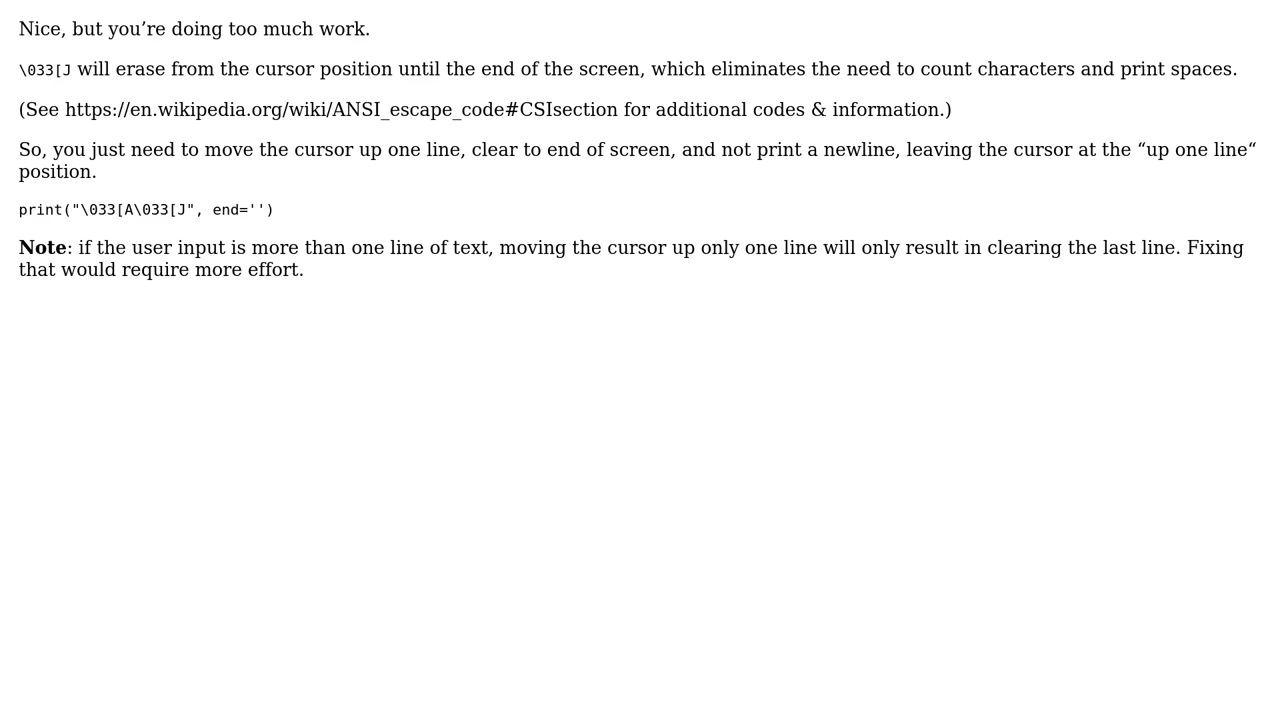 Nice, but you’re doing too much work.
\033[J will erase from the cursor position until the end of the screen, which eliminates the need to count characters and print spaces.
(See https://en.wikipedia.org/wiki/ANSI_escape_code#CSIsection for additional codes & information.)
So, you just need to move the cursor up one line, clear to end of screen, and not print a newline, leaving the cursor at the “up one line“
position.
print("\033[A\033[J", end='')
Note: if the user input is more than one line of text, moving the cursor up only one line will only result in clearing the last line. Fixing
that would require more effort.